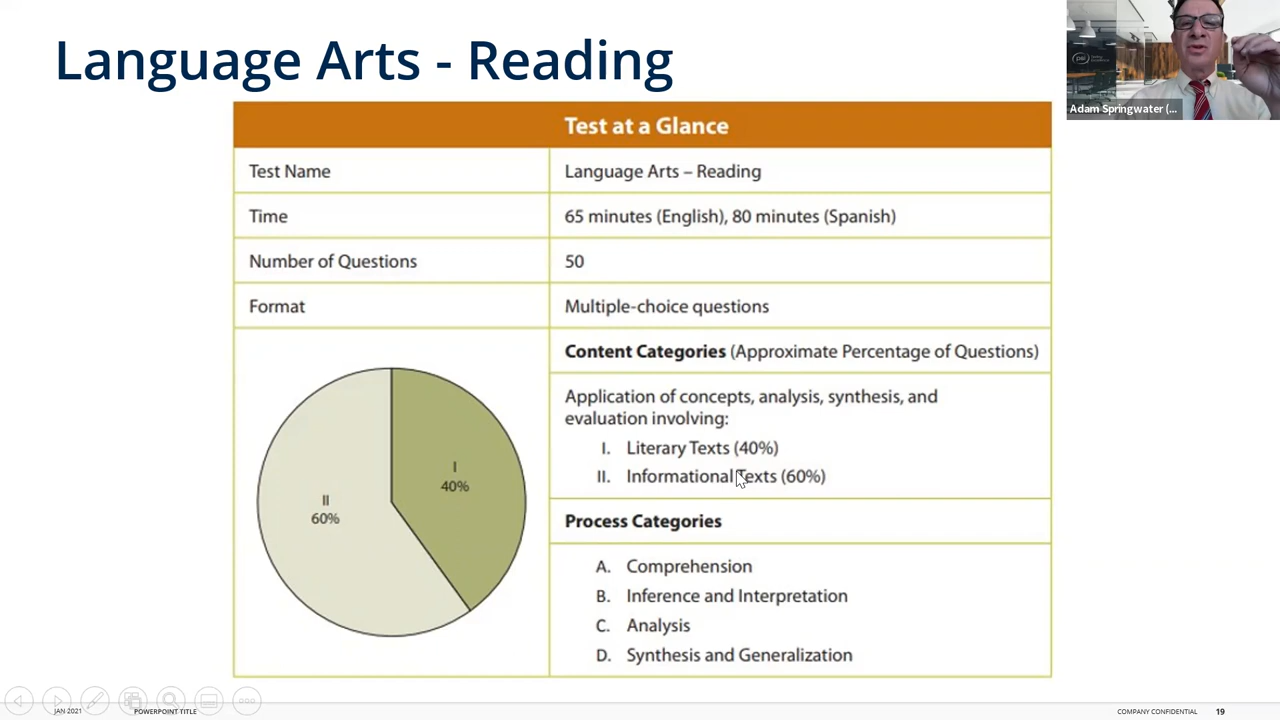 Language Arts - Reading
Adam Springwater (...
Test at a Glance
Test Name
Language Arts – Reading
Time
65 minutes (English), 80 minutes (Spanish)
Number of Questions
50
Format
Multiple-choice questions
Content Categories (Approximate Percentage of Questions)
Application of concepts, analysis, synthesis, and
evaluation involving:
I. Literary Texts (40%)
II. Informational Texts (60%)
I
40%
II
60%
Process Categories
A. Comprehension
B. Inference and Interpretation
C. Analysis
D. Synthesis and Generalization
JAN 2021
POWERPOINT TITLE
COMPANY CONFIDENTIAL
19